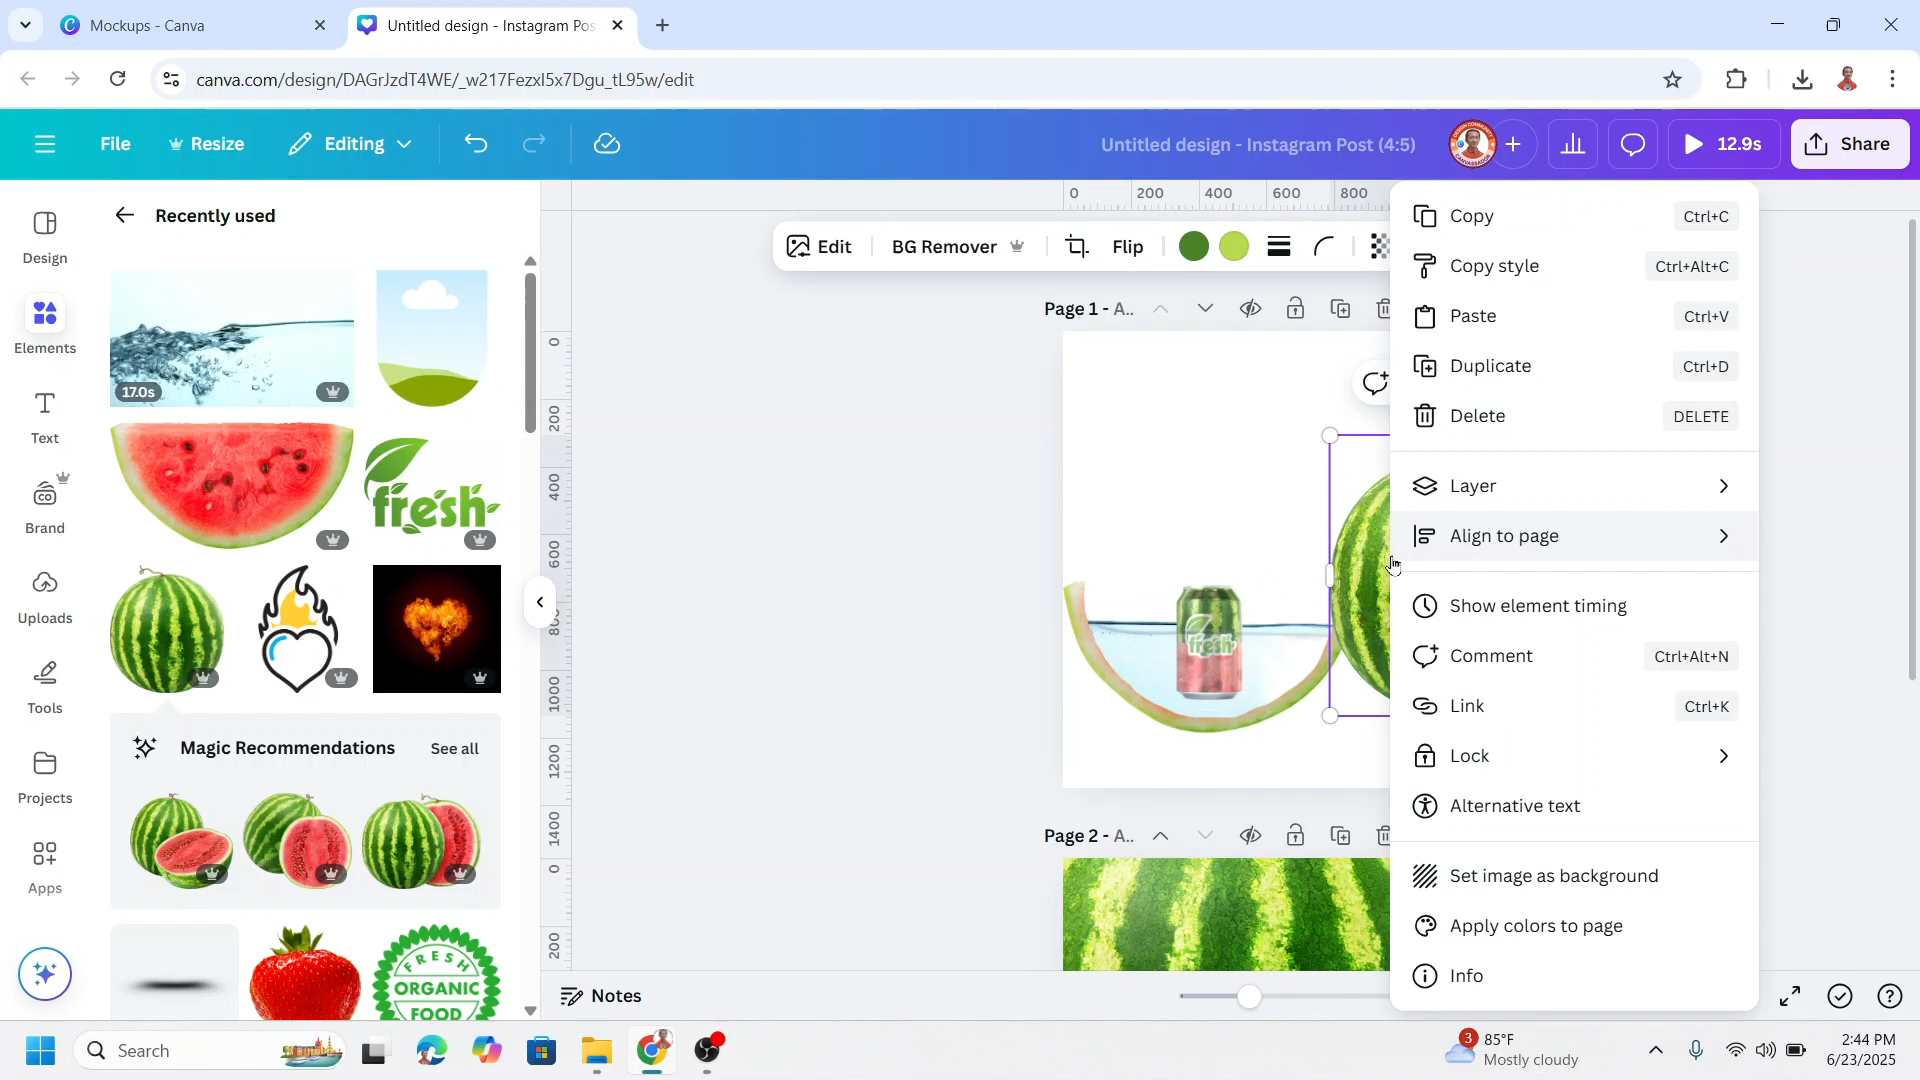 Mockups - Canva
Untitled design - Instagram Pos
canva.com/design/DAGrJzdT4WE/_w217FezxI5x7Dgu_tL95w/edit
File
Resize
Editing
Untitled design - Instagram Post (4:5)
12.9s
Share
Design
Elements
Text
Brand
Uploads
Tools
Projects
Apps
Recently used
17.0s
fresh
Magic Recommendations
See all
FRESH
ORGANIC
FOOD
0 200 400 600 800
Edit
BG Remover
Flip
Page 1 - A..
0
200
400
600
800
1000
1200
1400
0
200
fresh
Page 2 - A..
Notes
Copy Ctrl+C
Copy style Ctrl+Alt+C
Paste Ctrl+V
Duplicate Ctrl+D
Delete DELETE
Layer
Align to page
Show element timing
Comment Ctrl+Alt+N
Link Ctrl+K
Lock
Alternative text
Set image as background
Apply colors to page
Info
Search
3
85°F
Mostly cloudy
2:44 PM
6/23/2025